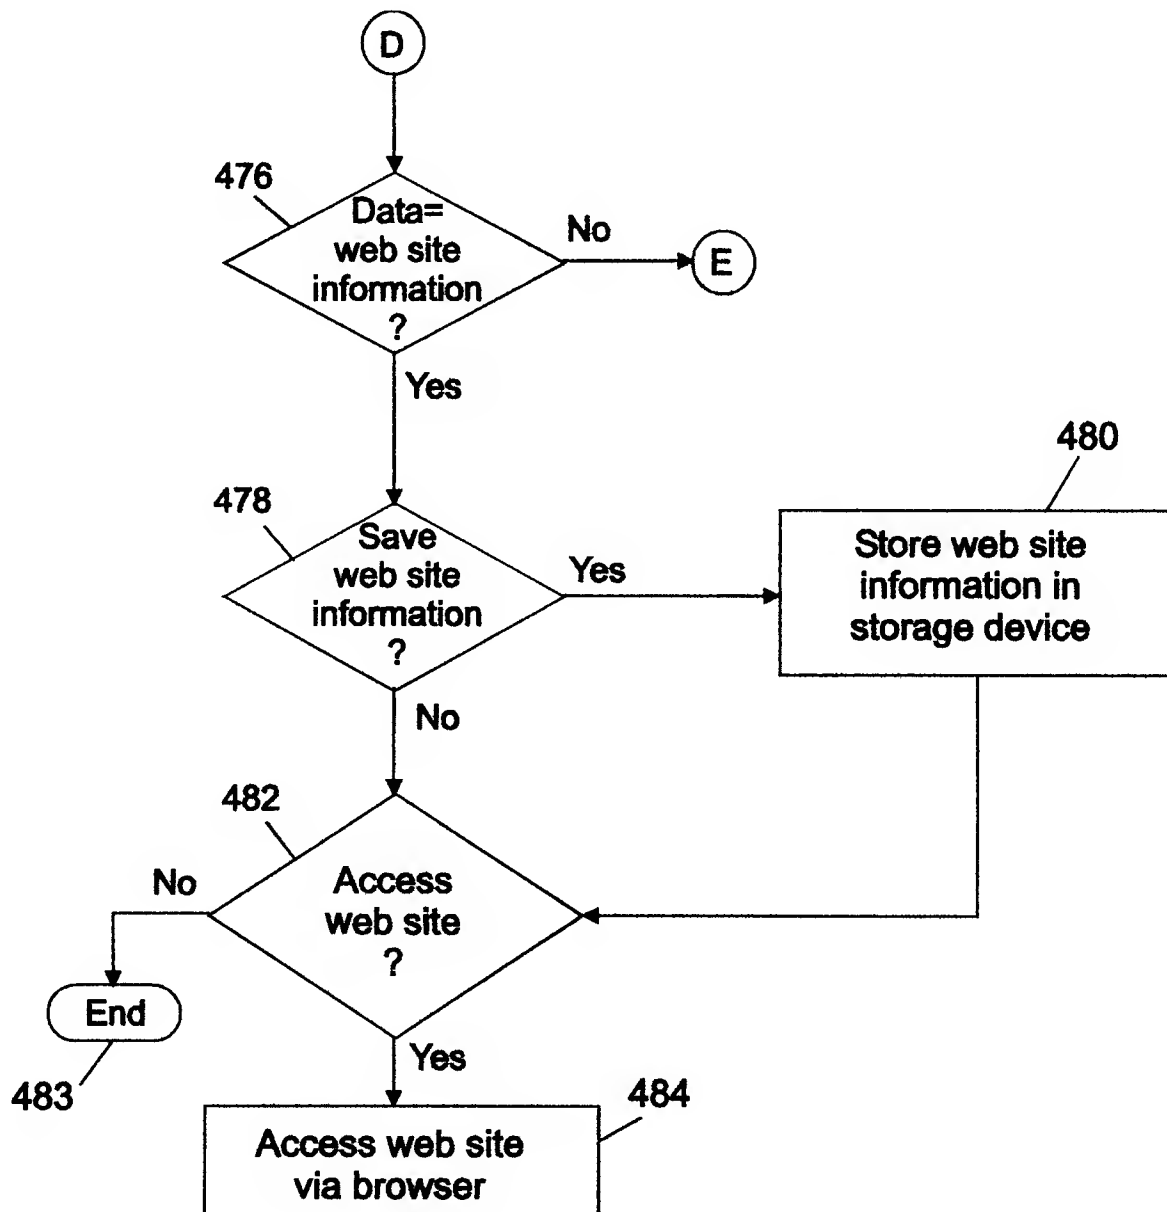 D
476
Data=
web site
information
?
No
E
Yes
478
Save
web site
information
?
Yes
480
Store web site
information in
storage device
No
482
Access
web site
?
No
End
483
Yes
484
Access web site
via browser